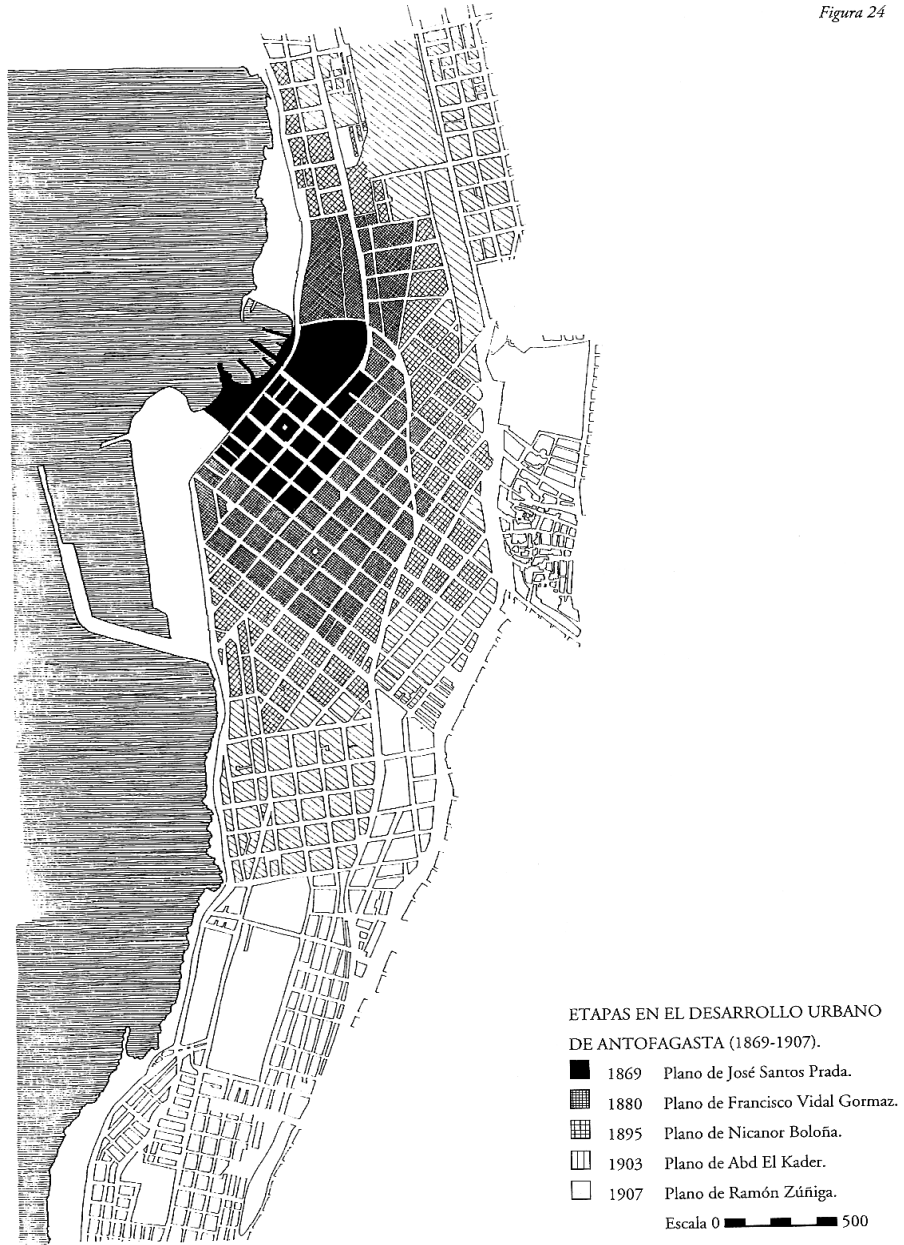 Figura 24
ETAPAS EN EL DESARROLLO URBANO
DE ANTOFAGASTA (1869-1907).
1869 Plano de José Santos Prada.
1880 Plano de Francisco Vidal Gormaz.
1895 Plano de Nicanor Boloña.
1903 Plano de Abd El Kader.
1907 Plano de Ramón Zúñiga.
Escala 0 500